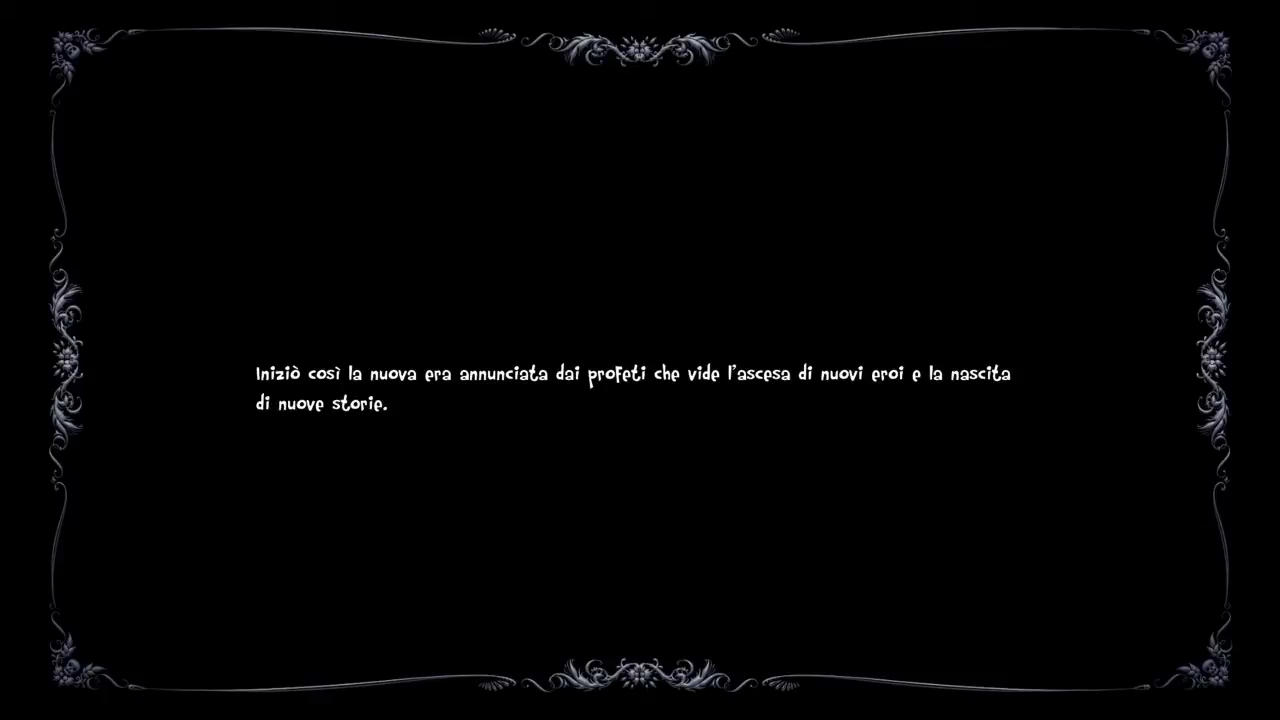 Iniziò così la nuova era annunciata dai profeti che vide l'ascesa di nuovi eroi e la nascita
di nuove storie.